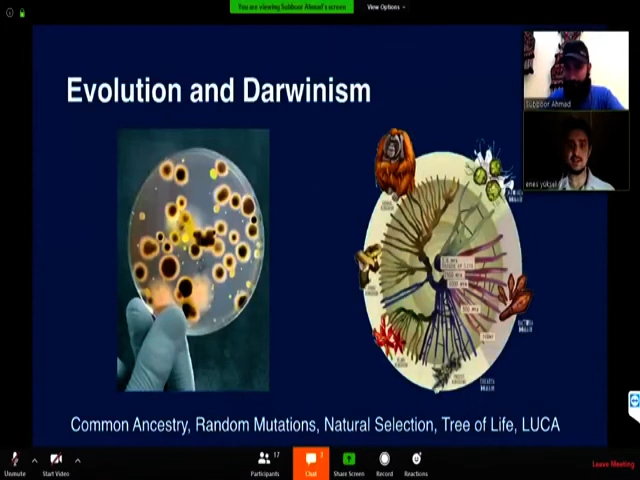 You are viewing Subboor Ahmad's screen
View Options
Evolution and Darwinism
Subboor Ahmad
Common Ancestry, Random Mutations, Natural Selection, Tree of Life, LUCA
Unmute
Start Video
Participants
17
Chat
Share Screen
Record
Reactions
Leave Meeting